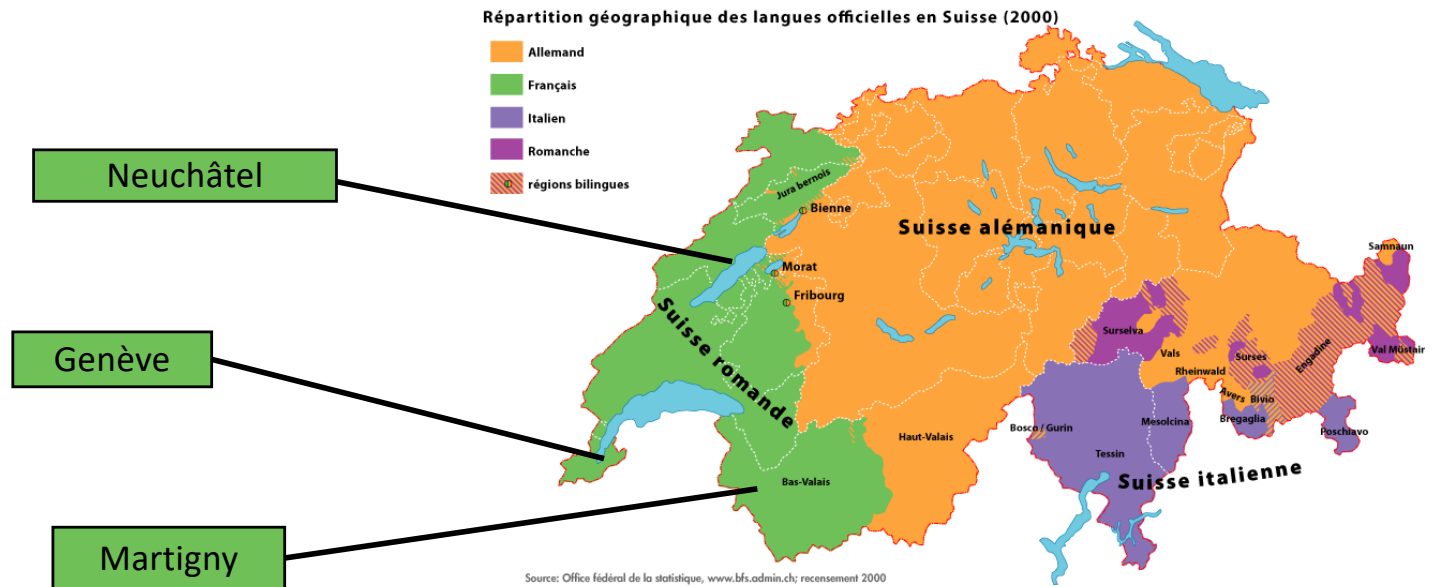 Répartition géographique des langues officielles en Suisse (2000)
Allemand
Français
Italien
Romanche
régions bilingues
Neuchâtel
Genève
Martigny
Jura bernois
Bienne
Suisse alémanique
Morat
Fribourg
Suisse romande
Samnaun
Surselva
Vals
Surses
Engadine
Val Müstair
Rheinwald
Avers
Bivio
Bregaglia
Poschiavo
Bosco / Gurin
Mesolcina
Haut-Valais
Tessin
Bas-Valais
Suisse italienne
Source: Office fédéral de la statistique, www.bfs.admin.ch; recensement 2000